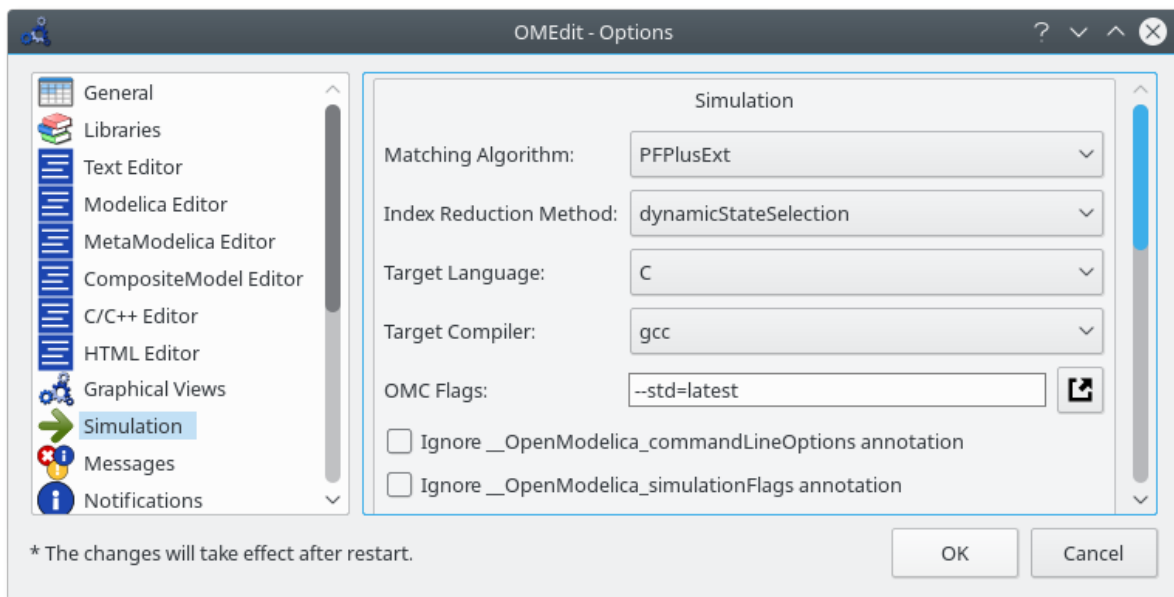 OMEdit - Options
General
Libraries
Text Editor
Modelica Editor
MetaModelica Editor
CompositeModel Editor
C/C++ Editor
HTML Editor
Graphical Views
Simulation
Messages
Notifications
Simulation
Matching Algorithm: PFPlusExt
Index Reduction Method: dynamicStateSelection
Target Language: C
Target Compiler: gcc
OMC Flags: --std=latest
Ignore __OpenModelica_commandLineOptions annotation
Ignore __OpenModelica_simulationFlags annotation
* The changes will take effect after restart.
OK Cancel